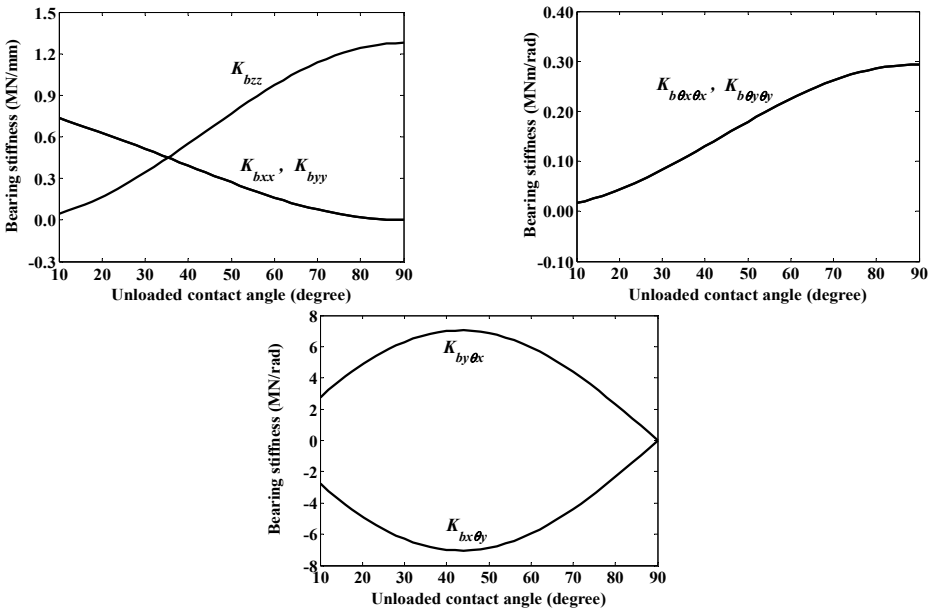 Bearing stiffness (MN/mm)
1.5
1.2
0.9
0.6
0.3
0.0
-0.3
K_bzz
K_bxx , K_byy
10 20 30 40 50 60 70 80 90
Unloaded contact angle (degree)
Bearing stiffness (MNm/rad)
0.40
0.30
0.20
0.10
0.00
-0.10
K_bθxθx , K_bθyθy
10 20 30 40 50 60 70 80 90
Unloaded contact angle (degree)
Bearing stiffness (MN/rad)
8
6
4
2
0
-2
-4
-6
-8
K_byθx
K_bxθy
10 20 30 40 50 60 70 80 90
Unloaded contact angle (degree)